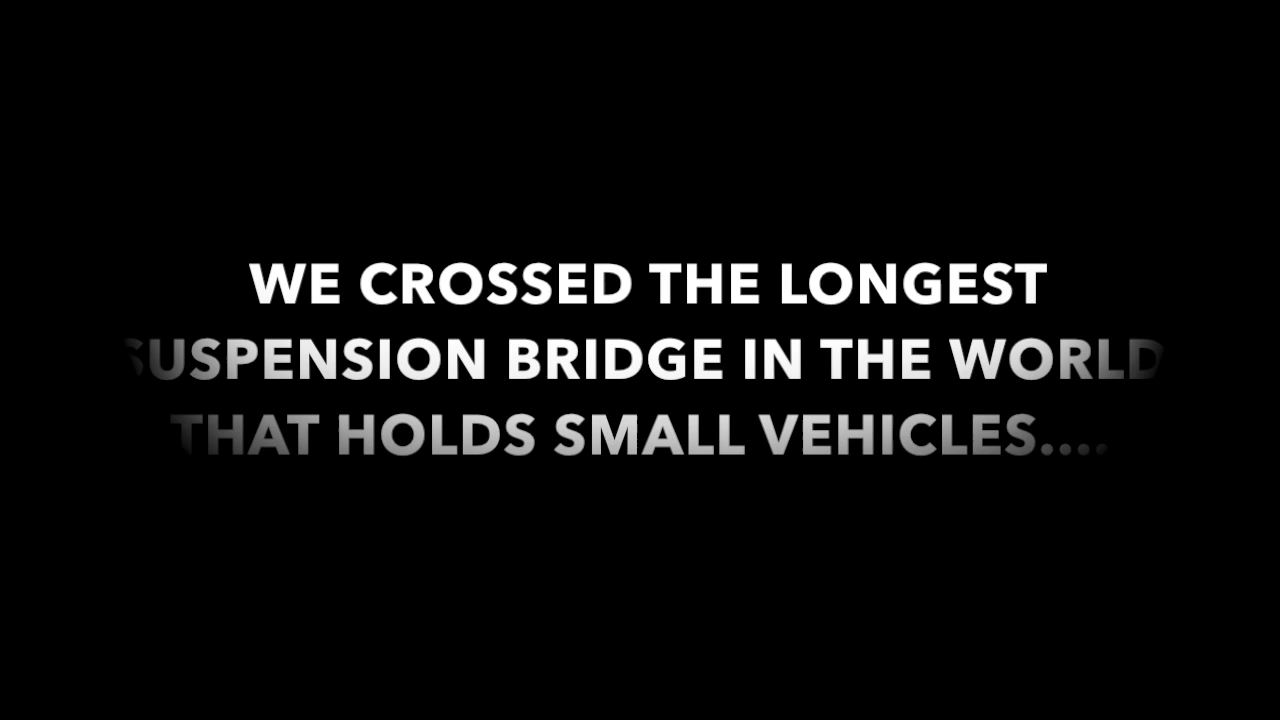 WE CROSSED THE LONGEST
SUSPENSION BRIDGE IN THE WORLD
THAT HOLDS SMALL VEHICLES....